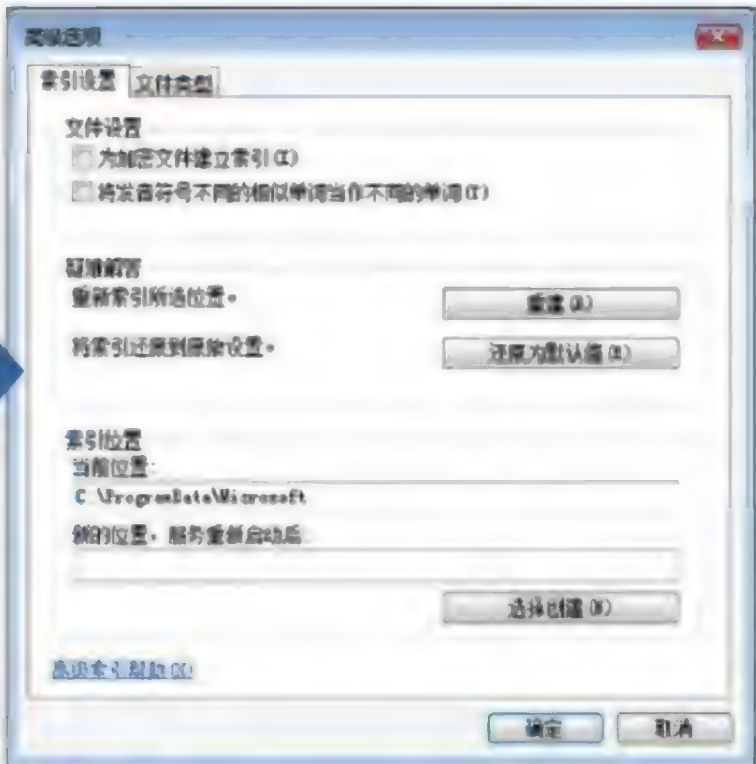 高级选项
索引设置 文件类型
文件设置
为加密文件建立索引(E)
将发音符号不同的相似单词当作不同的单词(T)
疑难解答
重新索引所选位置。 重建(R)
将索引还原到原始设置。 还原为默认值(E)
索引位置
当前位置:
C:\ProgramData\Microsoft
新的位置，服务重新启动后:
选择创建(N)
高级索引帮助(X)
确定 取消